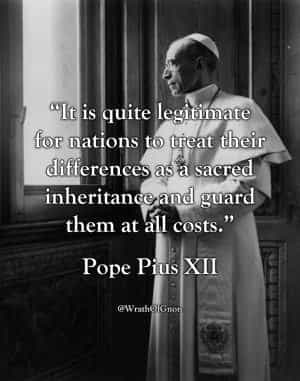 “It is quite legitimate
for nations to treat their
differences as a sacred
inheritance and guard
them at all costs.”
Pope Pius XII
@WrathOfGnon